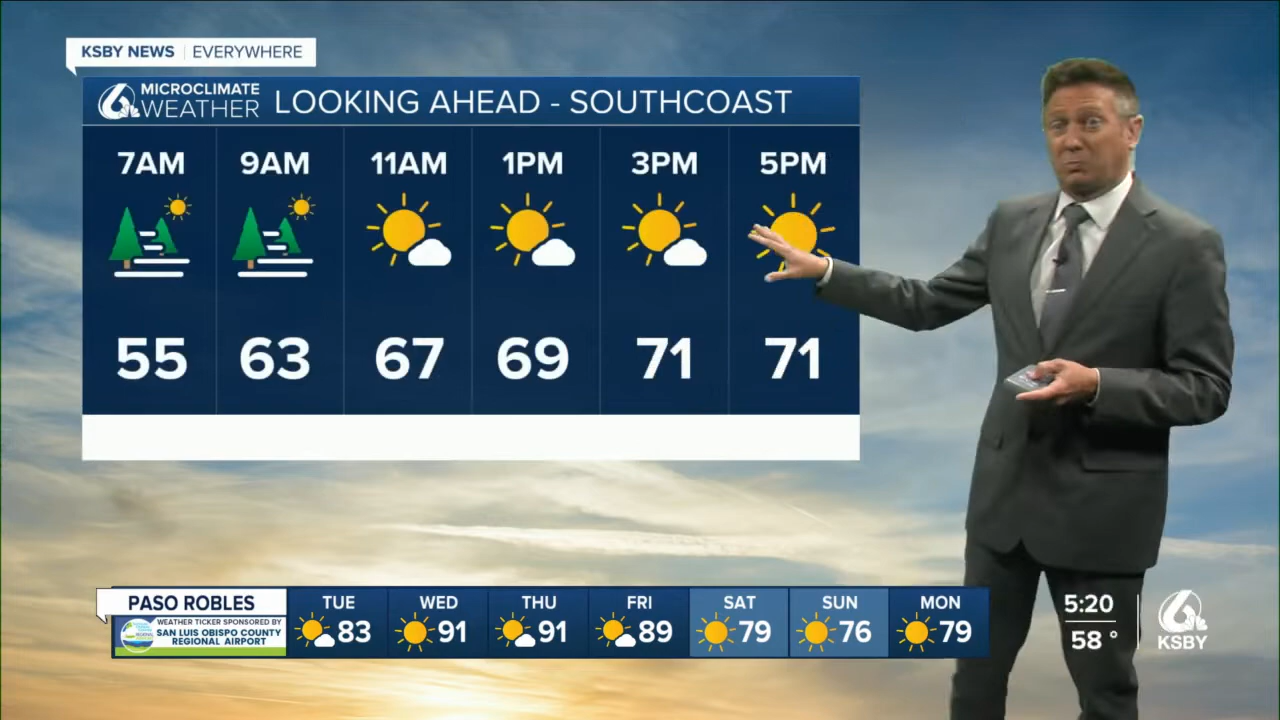 KSBY NEWS EVERYWHERE
6 MICROCLIMATE WEATHER LOOKING AHEAD - SOUTHCOAST
7AM 9AM 11AM 1PM 3PM 5PM
55 63 67 69 71 71
PASO ROBLES
WEATHER TICKER SPONSORED BY
SAN LUIS OBISPO COUNTY
REGIONAL AIRPORT
TUE WED THU FRI SAT SUN MON
83 91 91 89 79 76 79
5:20
58 °
6
KSBY